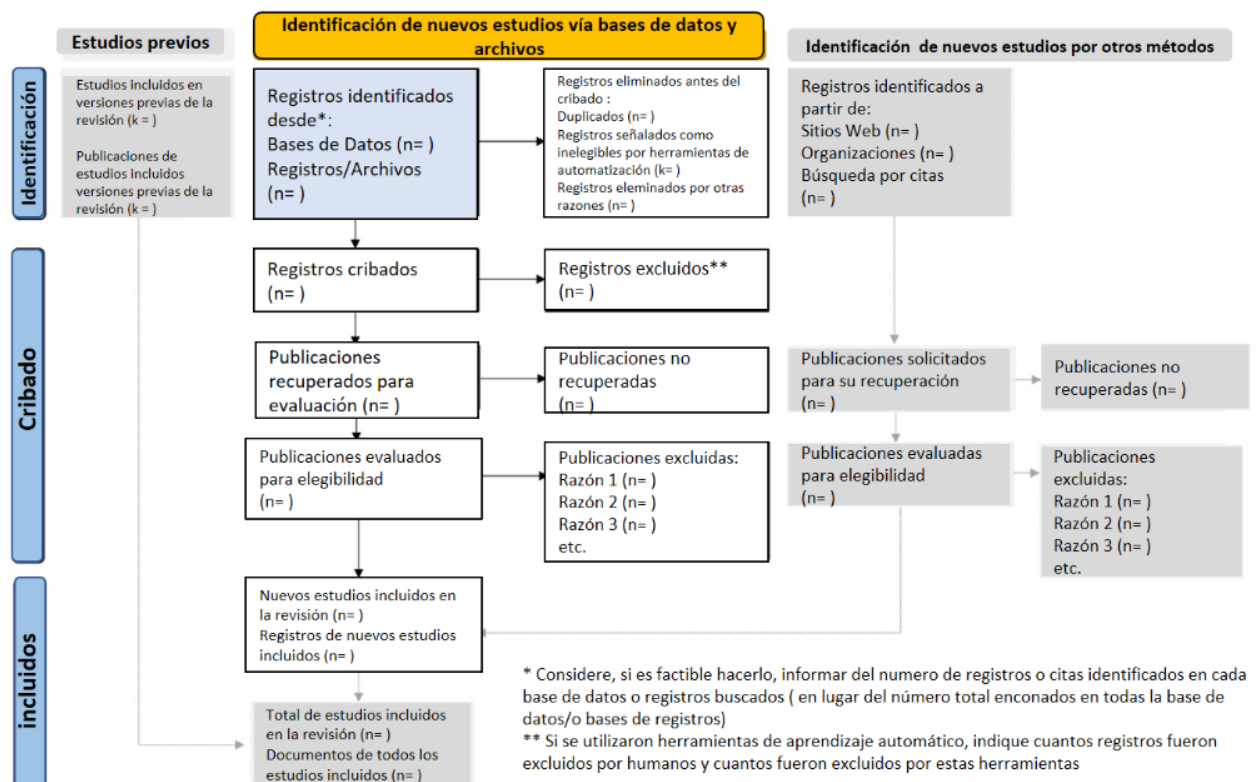 Estudios previos
Identificación de nuevos estudios vía bases de datos y
archivos
Identificación de nuevos estudios por otros métodos
Identificación
Estudios incluidos en
versiones previas de la
revisión (k = )
Publicaciones de
estudios incluidos
versiones previas de la
revisión (k = )
Registros identificados
desde*:
Bases de Datos (n= )
Registros/Archivos
(n= )
Registros eliminados antes del
cribado :
Duplicados (n= )
Registros señalados como
inelegibles por herramientas de
automatización (k= )
Registros eleminados por otras
razones (n= )
Registros identificados a
partir de:
Sitios Web (n= )
Organizaciones (n= )
Búsqueda por citas
(n= )
Cribado
Registros cribados
(n= )
Registros excluidos**
(n= )
Publicaciones
recuperados para
evaluación (n= )
Publicaciones no
recuperadas
(n= )
Publicaciones solicitados
para su recuperación
(n= )
Publicaciones no
recuperadas (n= )
Publicaciones evaluados
para elegibilidad
(n= )
Publicaciones excluidas:
Razón 1 (n= )
Razón 2 (n= )
Razón 3 (n= )
etc.
Publicaciones evaluadas
para elegibilidad
(n= )
Publicaciones
excluidas:
Razón 1 (n= )
Razón 2 (n= )
Razón 3 (n= )
etc.
incluidos
Nuevos estudios incluidos en
la revisión (n= )
Registros de nuevos estudios
incluidos (n= )
Total de estudios incluidos
en la revisión (n= )
Documentos de todos los
estudios incluidos (n= )
* Considere, si es factible hacerlo, informar del numero de registros o citas identificados en cada
base de datos o registros buscados ( en lugar del número total enconados en todas la base de
datos/o bases de registros)
** Si se utilizaron herramientas de aprendizaje automático, indique cuantos registros fueron
excluidos por humanos y cuantos fueron excluidos por estas herramientas